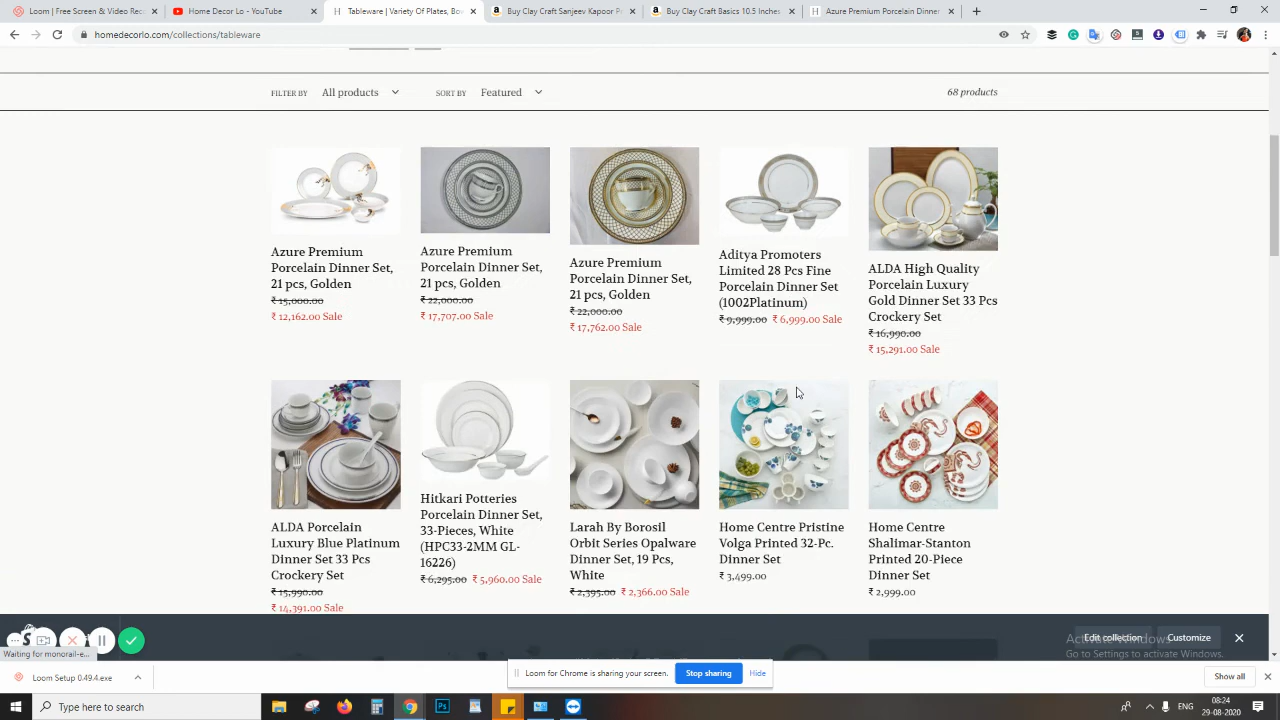 Loom | Free Screen & Video Rec
Home Decor Lo - YouTube
Tableware | Variety Of Plates, Bo
Buy Clay Craft Sanjeev Kapoor P
Buy Clay Craft Basics 10.5 Inches
Azure Premium Porcelain Dinner
homedecorlo.com/collections/tableware
FILTER BY All products SORT BY Featured 68 products
Azure Premium
Porcelain Dinner Set,
21 pcs, Golden
₹ 15,000.00
₹ 12,162.00 Sale
Azure Premium
Porcelain Dinner Set,
21 pcs, Golden
₹ 22,000.00
₹ 17,707.00 Sale
Azure Premium
Porcelain Dinner Set,
21 pcs, Golden
₹ 22,000.00
₹ 17,762.00 Sale
Aditya Promoters
Limited 28 Pcs Fine
Porcelain Dinner Set
(1002Platinum)
₹ 9,999.00 ₹ 6,999.00 Sale
ALDA High Quality
Porcelain Luxury
Gold Dinner Set 33 Pcs
Crockery Set
₹ 16,990.00
₹ 15,291.00 Sale
ALDA Porcelain
Luxury Blue Platinum
Dinner Set 33 Pcs
Crockery Set
₹ 15,990.00
₹ 14,391.00 Sale
Hitkari Potteries
Porcelain Dinner Set,
33-Pieces, White
(HPC33-2MM GL-
16226)
₹ 6,295.00 ₹ 5,960.00 Sale
Larah By Borosil
Orbit Series Opalware
Dinner Set, 19 Pcs,
White
₹ 2,395.00 ₹ 2,366.00 Sale
Home Centre Pristine
Volga Printed 32-Pc.
Dinner Set
₹ 3,499.00
Home Centre
Shalimar-Stanton
Printed 20-Piece
Dinner Set
₹ 2,999.00
Edit collection Customize
Activate Windows
Go to Settings to activate Windows.
Waiting for monorail-e...
Loom Setup 0.49.4.exe
Loom for Chrome is sharing your screen. Stop sharing Hide
Show all
Type here to search
ENG
08:24
29-08-2020